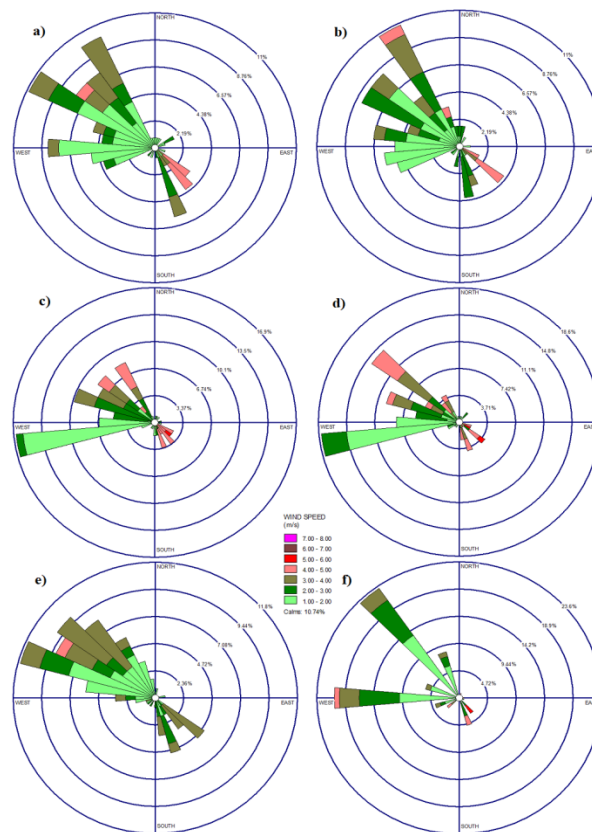 a)
NORTH
11%
8.76%
6.57%
4.38%
2.19%
WEST
EAST
SOUTH
b)
NORTH
11%
8.76%
6.57%
4.38%
2.19%
WEST
EAST
SOUTH
c)
NORTH
16.9%
13.5%
10.1%
6.74%
3.37%
WEST
EAST
SOUTH
d)
NORTH
18.6%
14.8%
11.1%
7.42%
3.71%
WEST
EAST
SOUTH
WIND SPEED
(m/s)
7.00 - 8.00
6.00 - 7.00
5.00 - 6.00
4.00 - 5.00
3.00 - 4.00
2.00 - 3.00
1.00 - 2.00
Calms: 10.74%
e)
NORTH
11.8%
9.44%
7.08%
4.72%
2.36%
WEST
EAST
SOUTH
f)
NORTH
23.6%
18.9%
14.2%
9.44%
4.72%
WEST
EAST
SOUTH